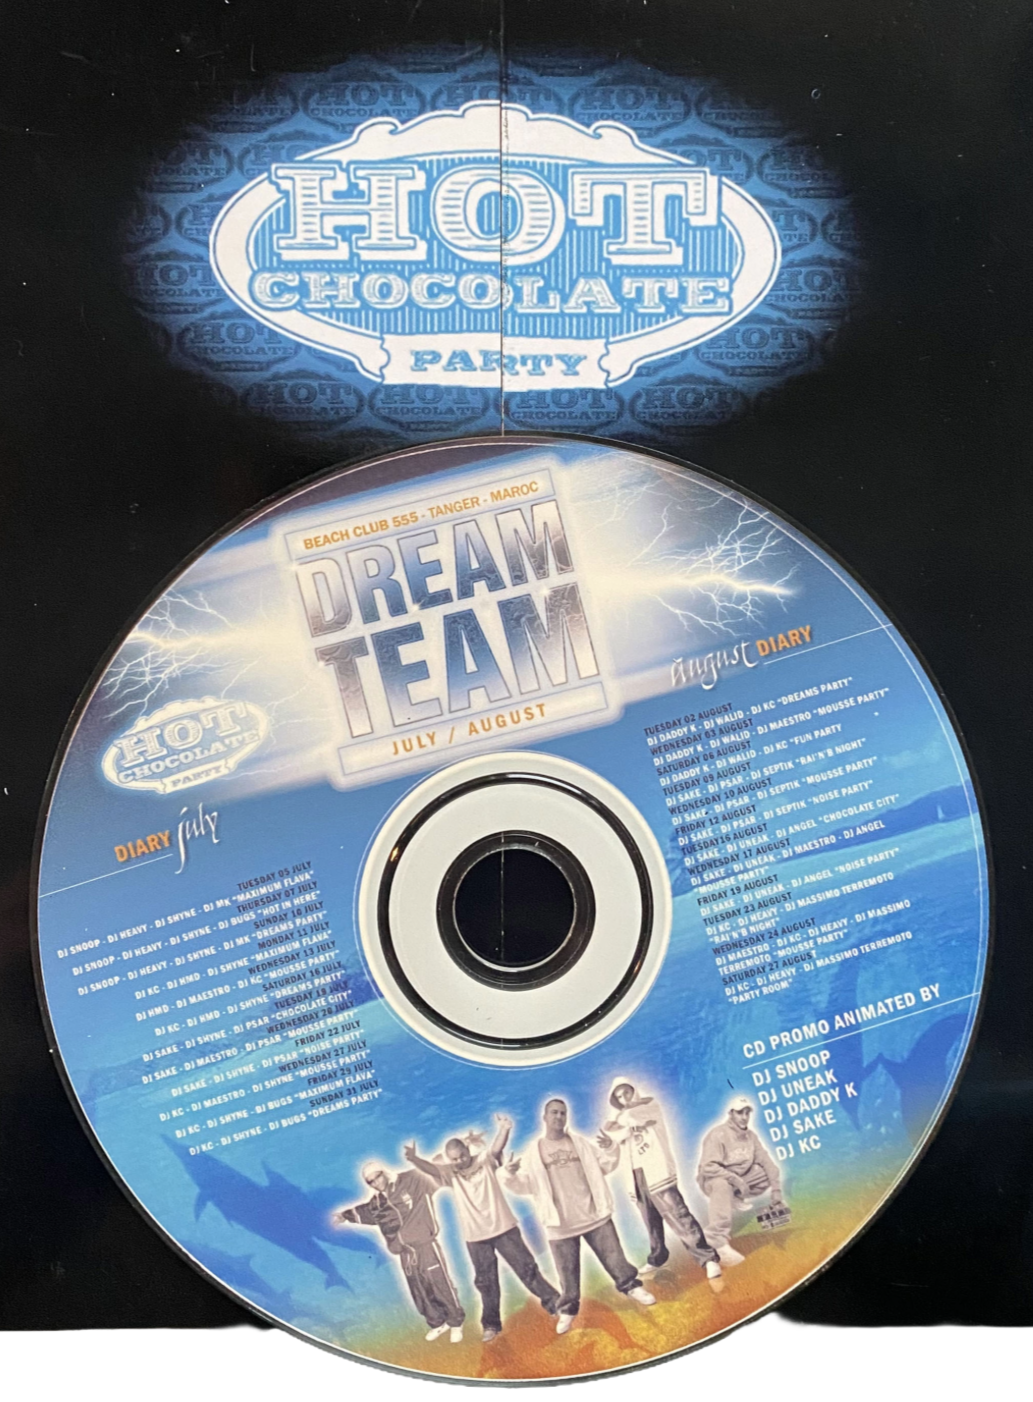 HOT
CHOCOLATE
PARTY
BEACH CLUB 555 - TANGER - MAROC
DREAM
TEAM
JULY / AUGUST
HOT
CHOCOLATE
PARTY
DIARY july
TUESDAY 05 JULY
DJ SNOOP - DJ HEAVY - DJ SHYNE - DJ MK "MAXIMUM FLAVA"
THURSDAY 07 JULY
DJ SNOOP - DJ HEAVY - DJ SHYNE - DJ BUGS "HOT IN HERE"
SUNDAY 10 JULY
DJ SNOOP - DJ HEAVY - DJ SHYNE - DJ MK "DREAMS PARTY"
MONDAY 11 JULY
DJ KC - DJ HMD - DJ SHYNE "MAXIMUM FLAVA"
WEDNESDAY 13 JULY
DJ HMD - DJ MAESTRO - DJ KC "MOUSSE PARTY"
SATURDAY 16 JULY
DJ KC - DJ HMD - DJ SHYNE "DREAMS PARTY"
TUESDAY 19 JULY
DJ SAKE - DJ SHYNE - DJ PSAR "CHOCOLATE CITY"
WEDNESDAY 20 JULY
DJ SAKE - DJ MAESTRO - DJ PSAR "MOUSSE PARTY"
FRIDAY 22 JULY
DJ SAKE - DJ SHYNE - DJ PSAR "NOISE PARTY"
WEDNESDAY 27 JULY
DJ KC - DJ MAESTRO - DJ SHYNE "MOUSSE PARTY"
FRIDAY 29 JULY
DJ KC - DJ SHYNE - DJ BUGS "MAXIMUM FLAVA"
SUNDAY 31 JULY
DJ KC - DJ SHYNE - DJ BUGS "DREAMS PARTY"
august DIARY
TUESDAY 02 AUGUST
DJ DADDY K - DJ WALID - DJ KC "DREAMS PARTY"
WEDNESDAY 03 AUGUST
DJ DADDY K - DJ WALID - DJ MAESTRO "MOUSSE PARTY"
SATURDAY 06 AUGUST
DJ DADDY K - DJ WALID - DJ KC "FUN PARTY
TUESDAY 09 AUGUST
DJ SAKE - DJ PSAR - DJ SEPTIK "RAI'N'B NIGHT"
WEDNESDAY 10 AUGUST
DJ SAKE - DJ PSAR - DJ SEPTIK "MOUSSE PARTY"
FRIDAY 12 AUGUST
DJ SAKE - DJ PSAR - DJ SEPTIK "NOISE PARTY"
TUESDAY16 AUGUST
DJ SAKE - DJ UNEAK - DJ ANGEL "CHOCOLATE CITY"
WEDNESDAY 17 AUGUST
DJ SAKE - DJ UNEAK - DJ MAESTRO - DJ ANGEL
"MOUSSE PARTY"
FRIDAY 19 AUGUST
DJ SAKE - DJ UNEAK - DJ ANGEL "NOISE PARTY"
TUESDAY 23 AUGUST
DJ KC - DJ HEAVY - DJ MASSIMO TERREMOTO
"RAI'N'B NIGHT"
WEDNESDAY 24 AUGUST
DJ MAESTRO - DJ KC - DJ HEAVY - DJ MASSIMO
TERREMOTO "MOUSSE PARTY"
SATURDAY 27 AUGUST
DJ KC - DJ HEAVY - DJ MASSIMO TERREMOTO
"PARTY ROOM"
CD PROMO ANIMATED BY
DJ SNOOP
DJ UNEAK
DJ DADDY K
DJ SAKE
DJ KC